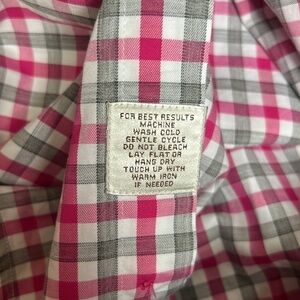 FOR BEST RESULTS
MACHINE
WASH COLD
GENTLE CYCLE
DO NOT BLEACH
LAY FLAT OR
HANG DRY
TOUCH UP WITH
WARM IRON
IF NEEDED